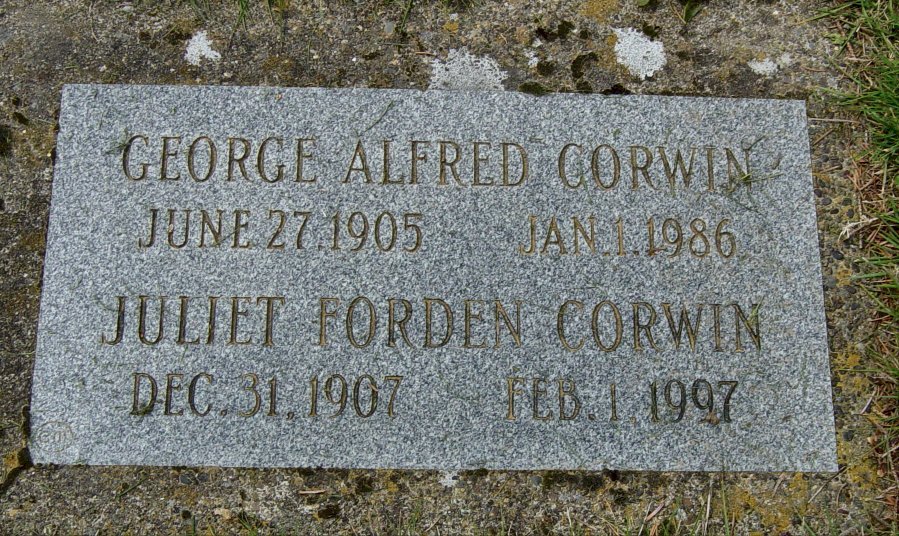 GEORGE ALFRED CORWIN
JUNE 27, 1905 JAN. 1. 1986
JULIET FORDEN CORWIN
DEC. 31, 1907 FEB. 1, 1997